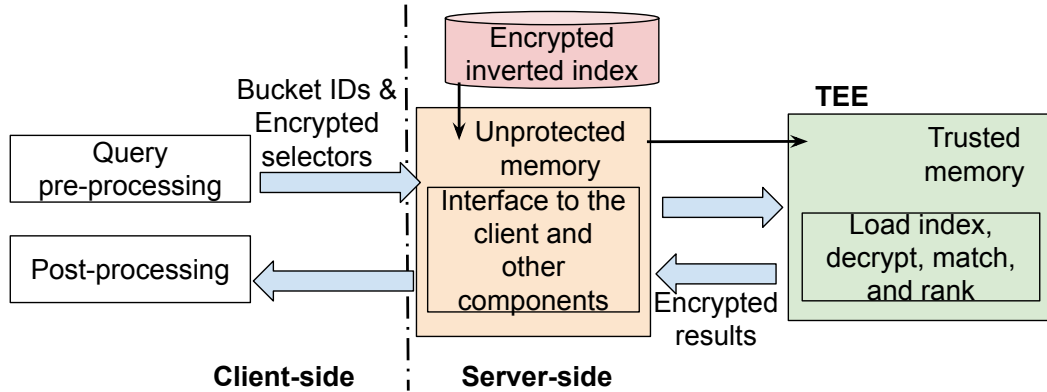 Encrypted
inverted index
Bucket IDs &
Encrypted
selectors
TEE
Query
pre-processing
Unprotected
memory
Trusted
memory
Interface to the
client and
other
components
Load index,
decrypt, match,
and rank
Post-processing
Encrypted
results
Client-side
Server-side